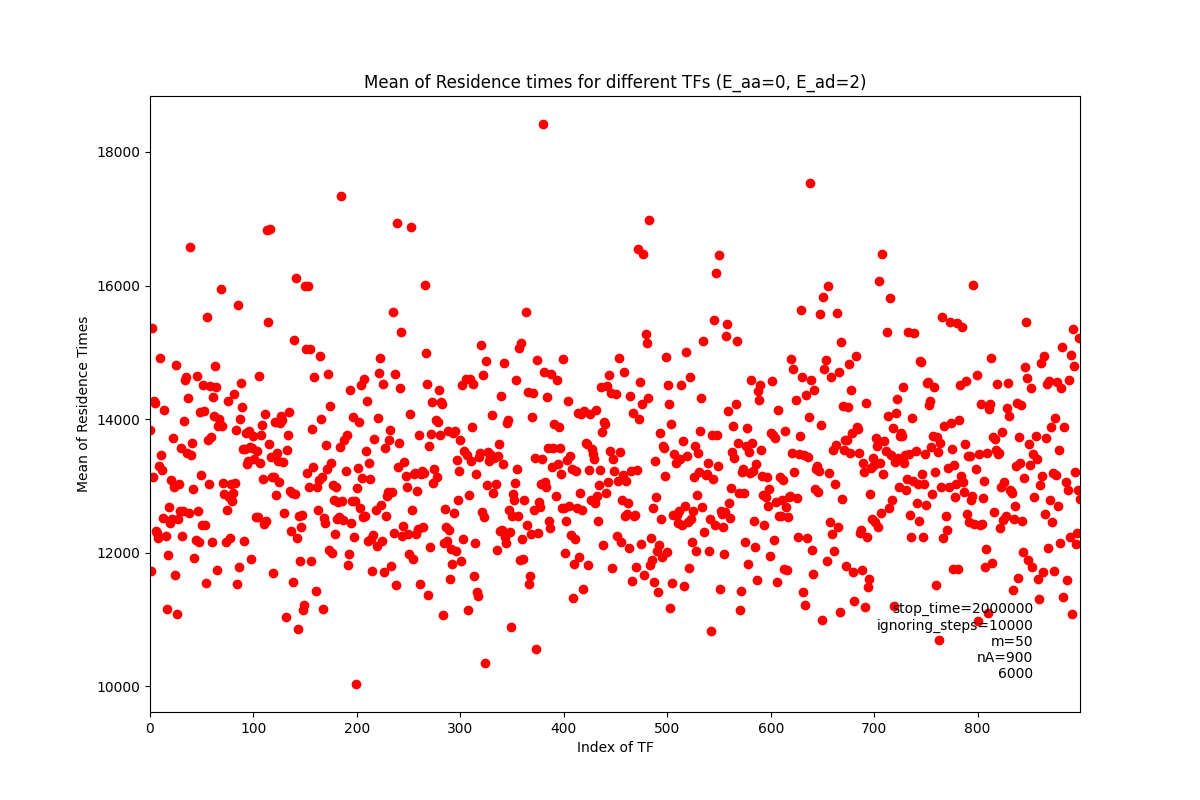 Mean of Residence times for different TFs (E_aa=0, E_ad=2)
Mean of Residence Times
18000
16000
14000
12000
10000
stop_time=2000000
ignoring_steps=10000
m=50
nA=900
6000
0 100 200 300 400 500 600 700 800
Index of TF